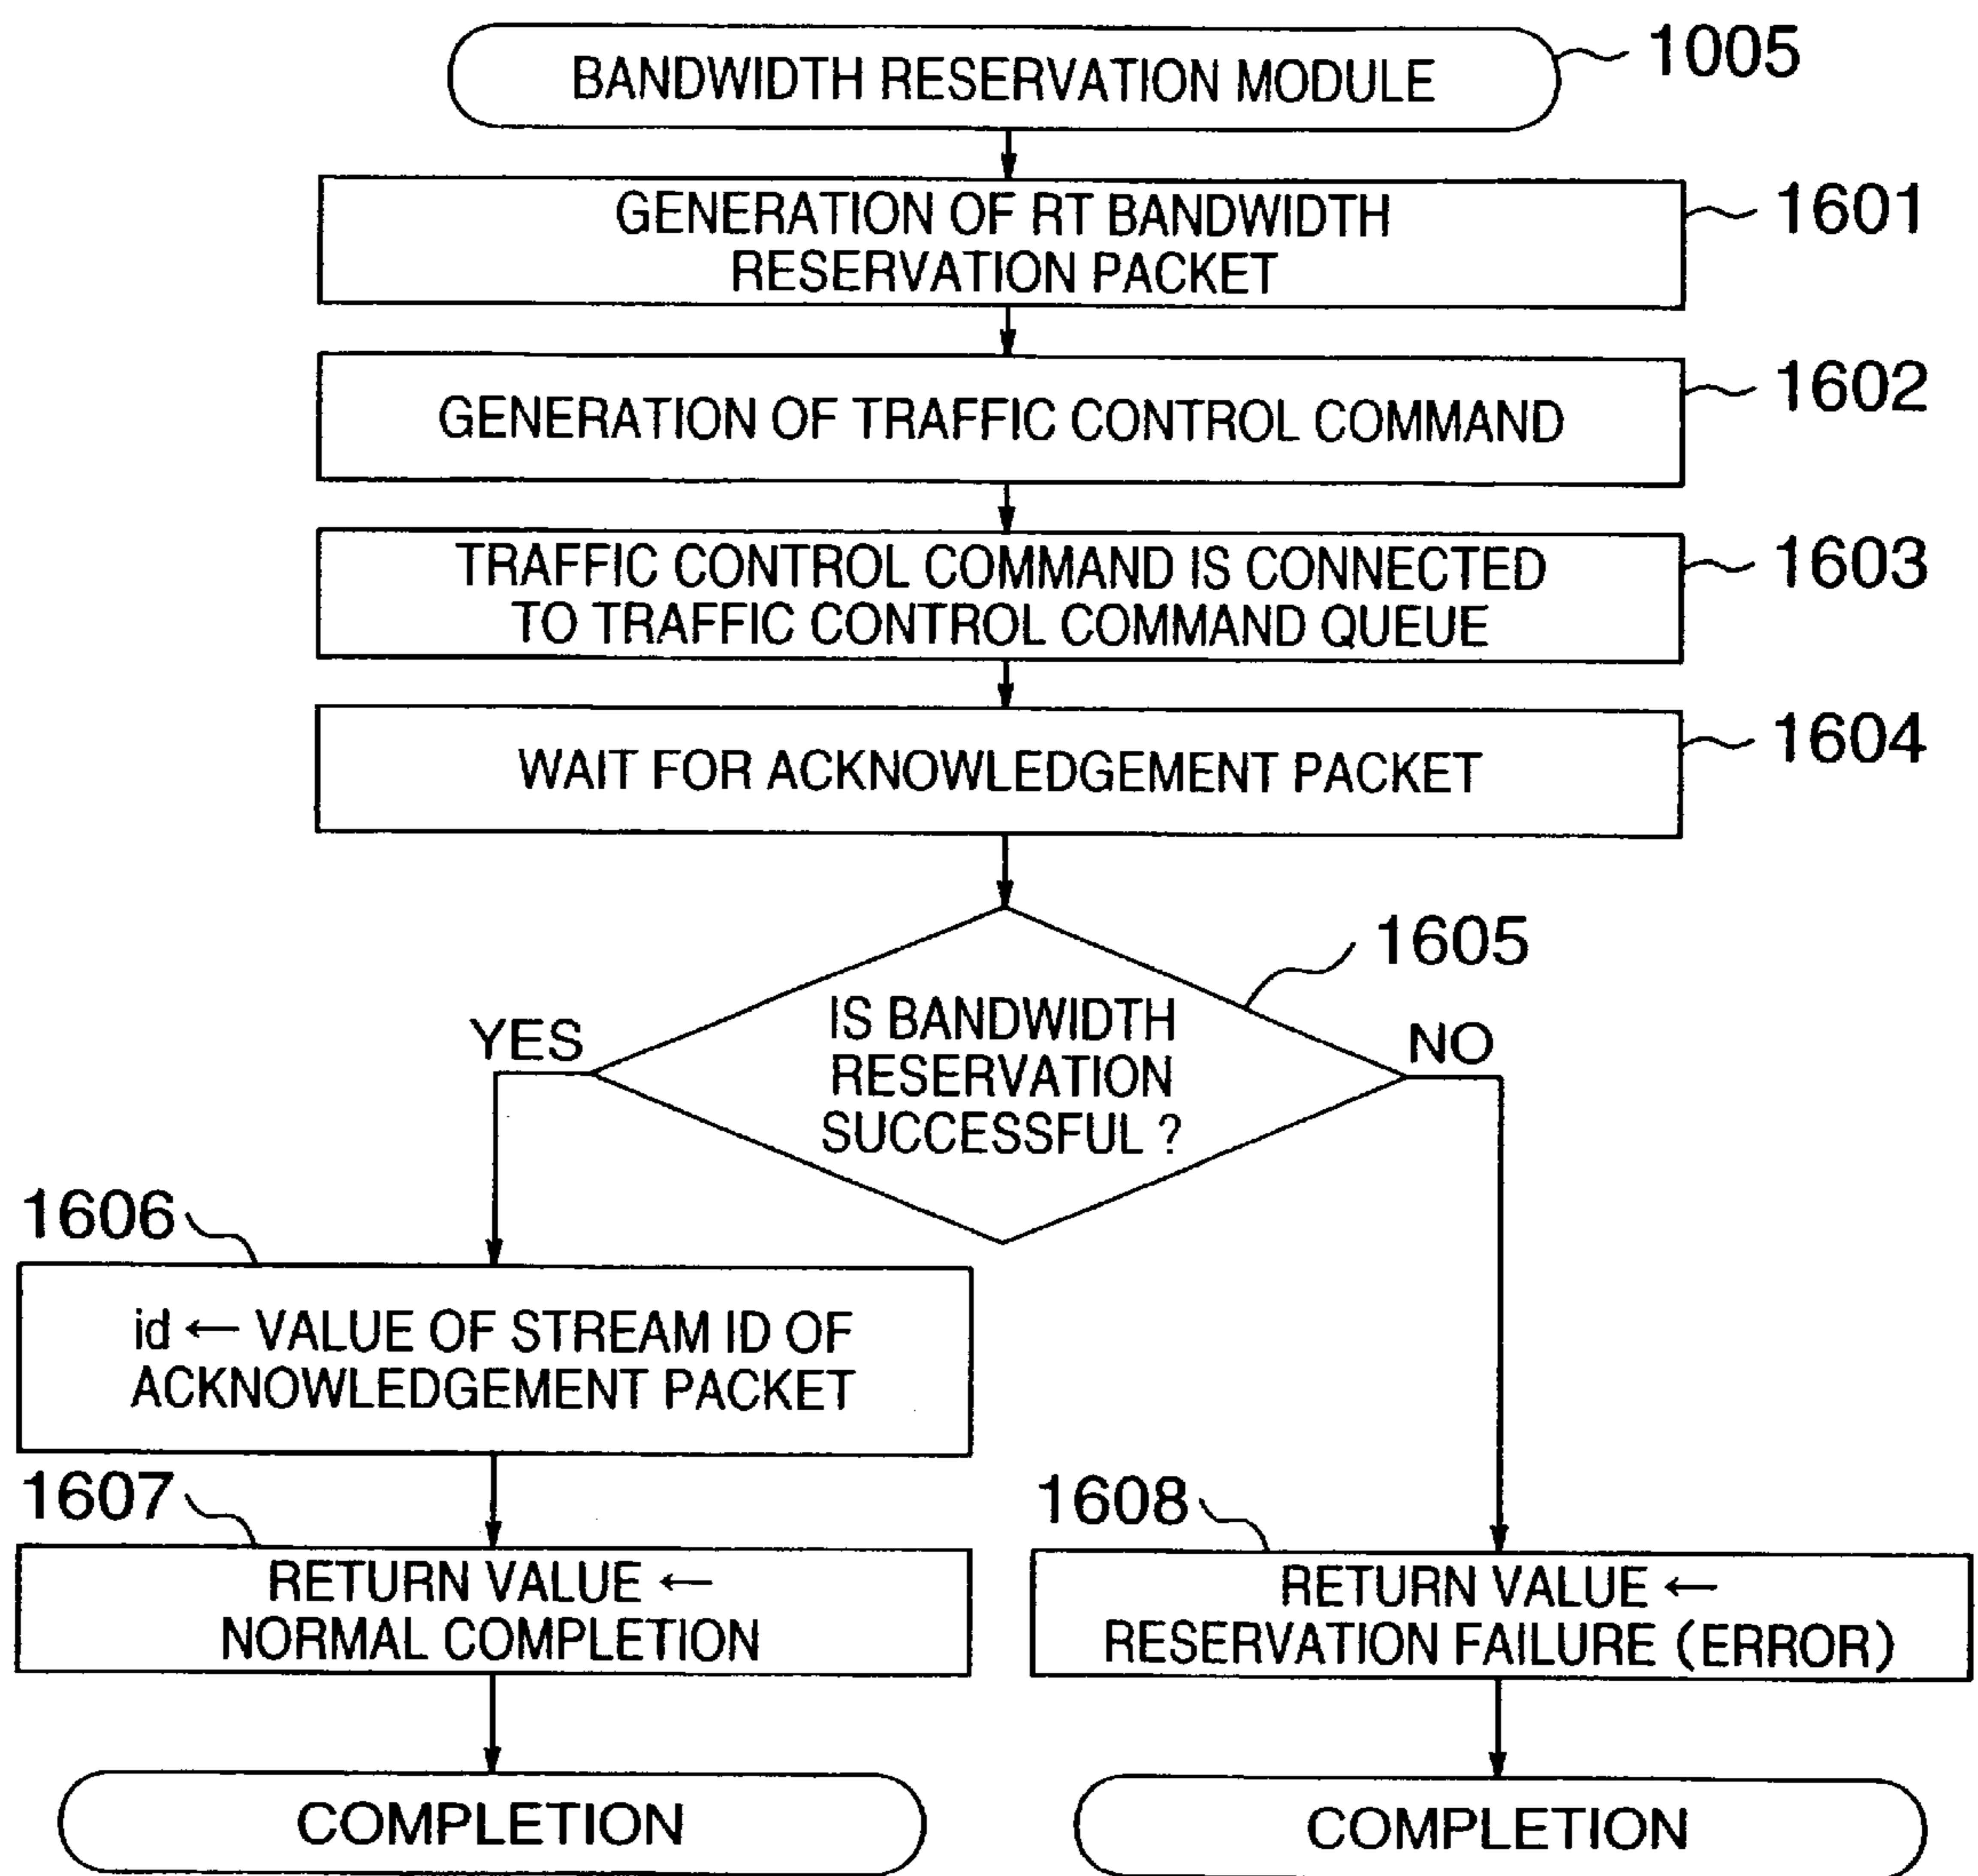 BANDWIDTH RESERVATION MODULE
1005
GENERATION OF RT BANDWIDTH
RESERVATION PACKET
1601
GENERATION OF TRAFFIC CONTROL COMMAND
1602
TRAFFIC CONTROL COMMAND IS CONNECTED
TO TRAFFIC CONTROL COMMAND QUEUE
1603
WAIT FOR ACKNOWLEDGEMENT PACKET
1604
1605
IS BANDWIDTH
RESERVATION
SUCCESSFUL ?
YES
NO
1606
id ← VALUE OF STREAM ID OF
ACKNOWLEDGEMENT PACKET
1607
RETURN VALUE ←
NORMAL COMPLETION
1608
RETURN VALUE ←
RESERVATION FAILURE (ERROR)
COMPLETION
COMPLETION